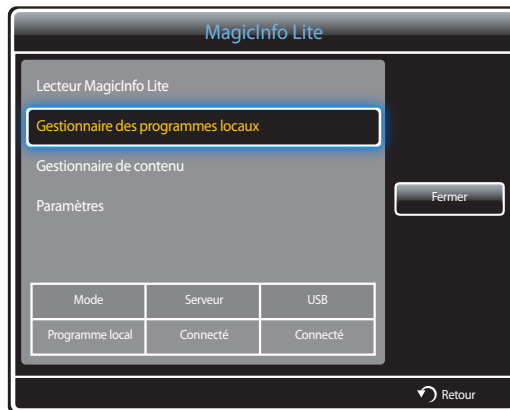 MagicInfo Lite
Lecteur MagicInfo Lite
Gestionnaire des programmes locaux
Gestionnaire de contenu
Paramètres
Fermer
Mode Serveur USB
Programme local Connecté Connecté
Retour